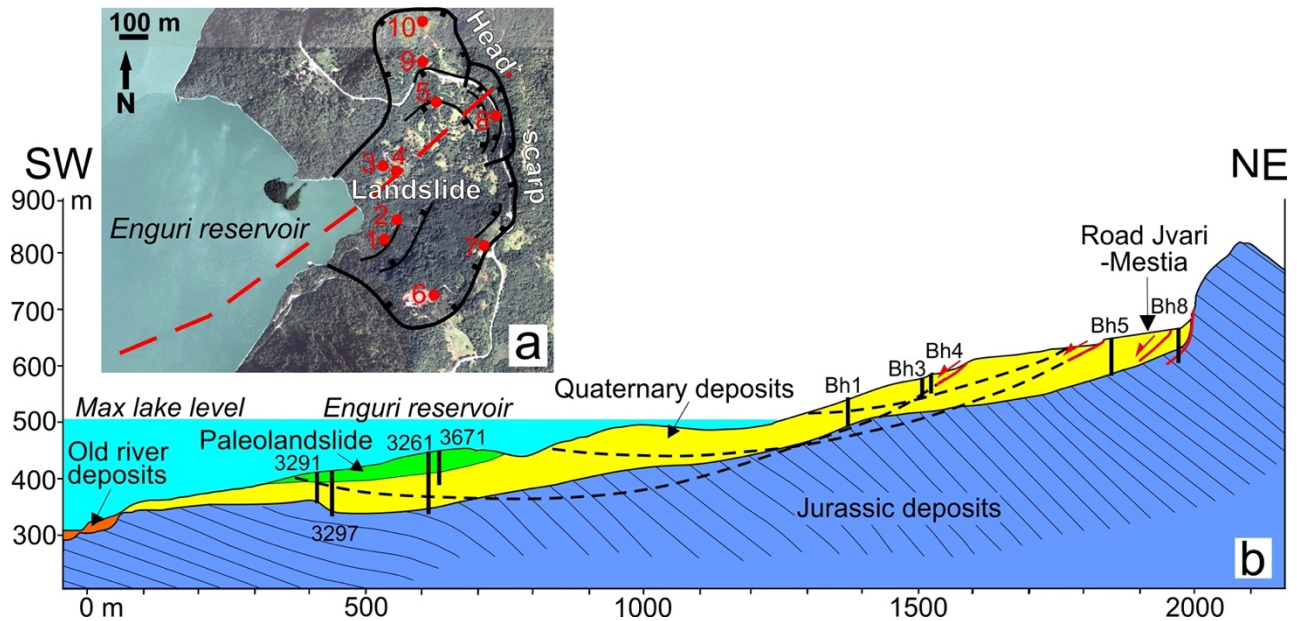 100 m
N
10
9
5
8
3
4
2
1
7
6
Head
scarp
Landslide
Enguri reservoir
a
SW
NE
900 m
800
700
600
500
400
300
Road Jvari
-Mestia
Bh8
Bh5
Bh4
Bh3
Bh1
Quaternary deposits
Max lake level
Enguri reservoir
Paleolandslide
3261
3671
3291
3297
Old river
deposits
Jurassic deposits
b
0 m
500
1000
1500
2000